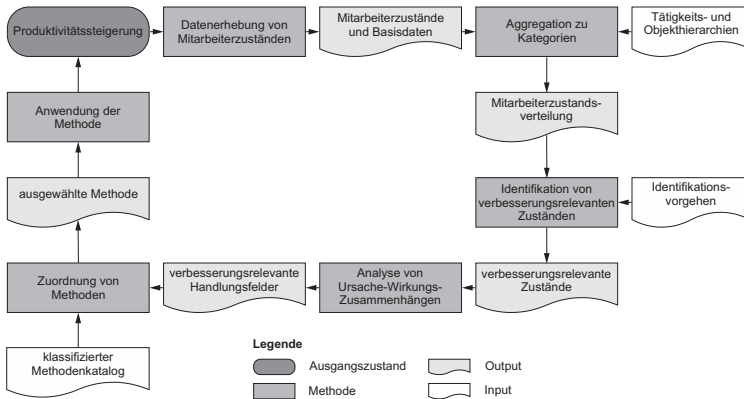 Produktivitätssteigerung
Datenerhebung von
Mitarbeiterzuständen
Mitarbeiterzustände
und Basisdaten
Aggregation zu
Kategorien
Tätigkeits- und
Objekthierarchien
Anwendung der
Methode
Mitarbeiterzustands-
verteilung
ausgewählte Methode
Identifikation von
verbesserungsrelevanten
Zuständen
Identifikations-
vorgehen
Zuordnung von
Methoden
verbesserungsrelevante
Handlungsfelder
Analyse von
Ursache-Wirkungs-
Zusammenhängen
verbesserungsrelevante
Zustände
klassifizierter
Methodenkatalog
Legende
Ausgangszustand
Output
Methode
Input